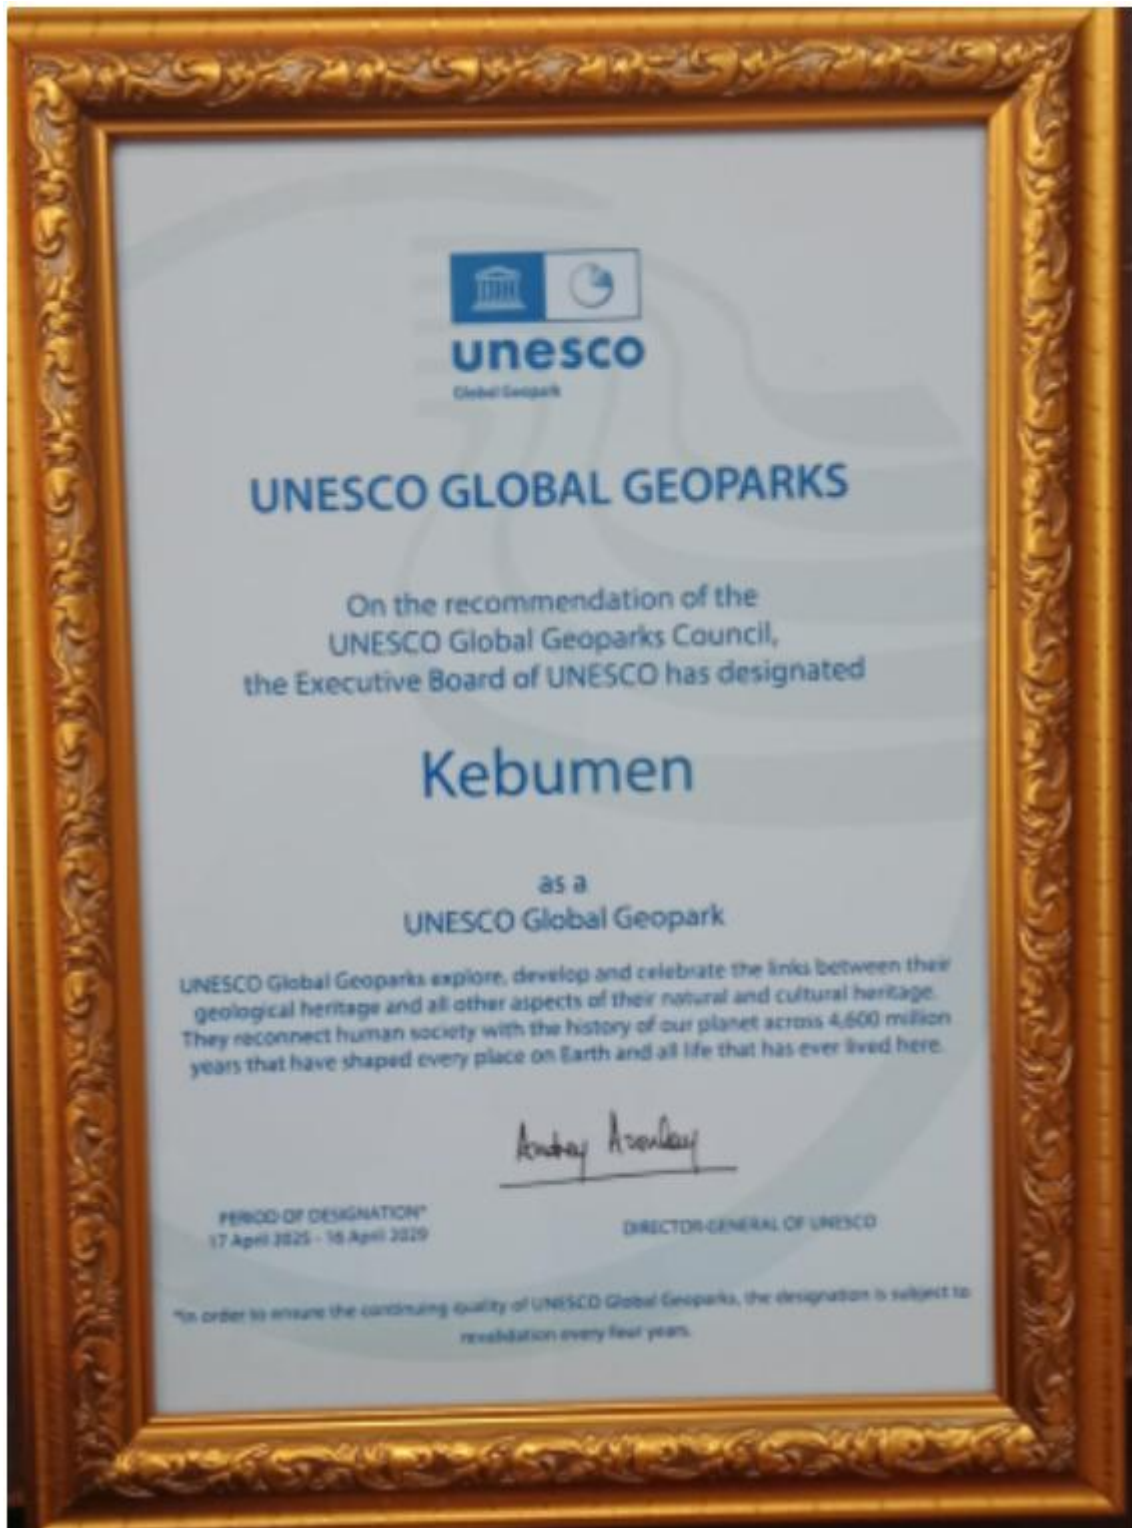 unesco
Global Geopark
UNESCO GLOBAL GEOPARKS
On the recommendation of the
UNESCO Global Geoparks Council,
the Executive Board of UNESCO has designated
Kebumen
as a
UNESCO Global Geopark
UNESCO Global Geoparks explore, develop and celebrate the links between their
geological heritage and all other aspects of their natural and cultural heritage.
They reconnect human society with the history of our planet across 4,600 million
years that have shaped every place on Earth and all life that has ever lived here.
PERIOD OF DESIGNATION*
17 April 2025 - 16 April 2029
DIRECTOR-GENERAL OF UNESCO
*In order to ensure the continuing quality of UNESCO Global Geoparks, the designation is subject to
revalidation every four years.